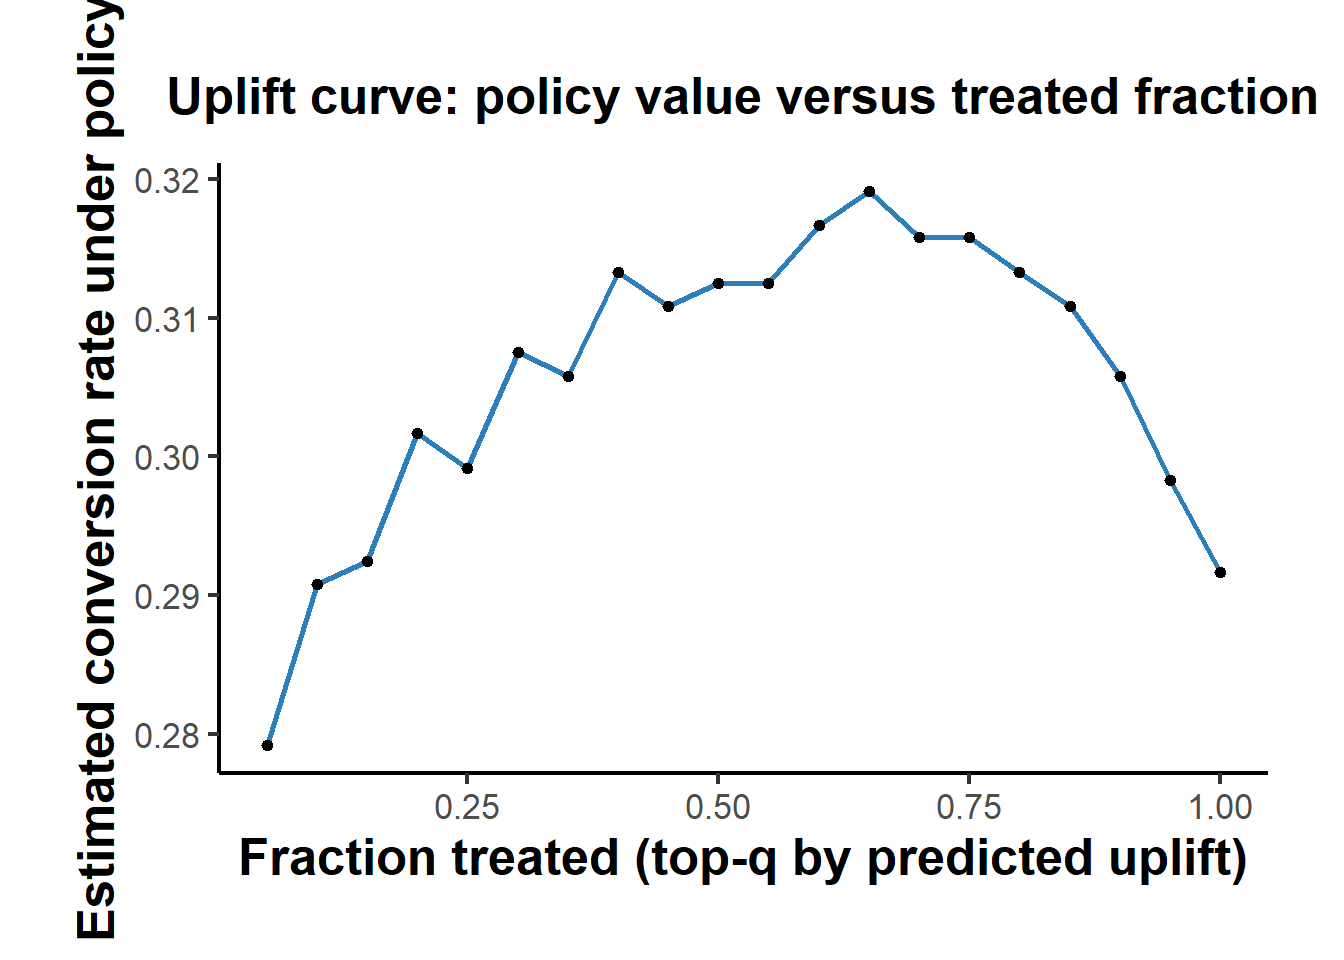 Uplift curve: policy value versus treated fraction
Estimated conversion rate under policy
0.32
0.31
0.30
0.29
0.28
0.25 0.50 0.75 1.00
Fraction treated (top-q by predicted uplift)